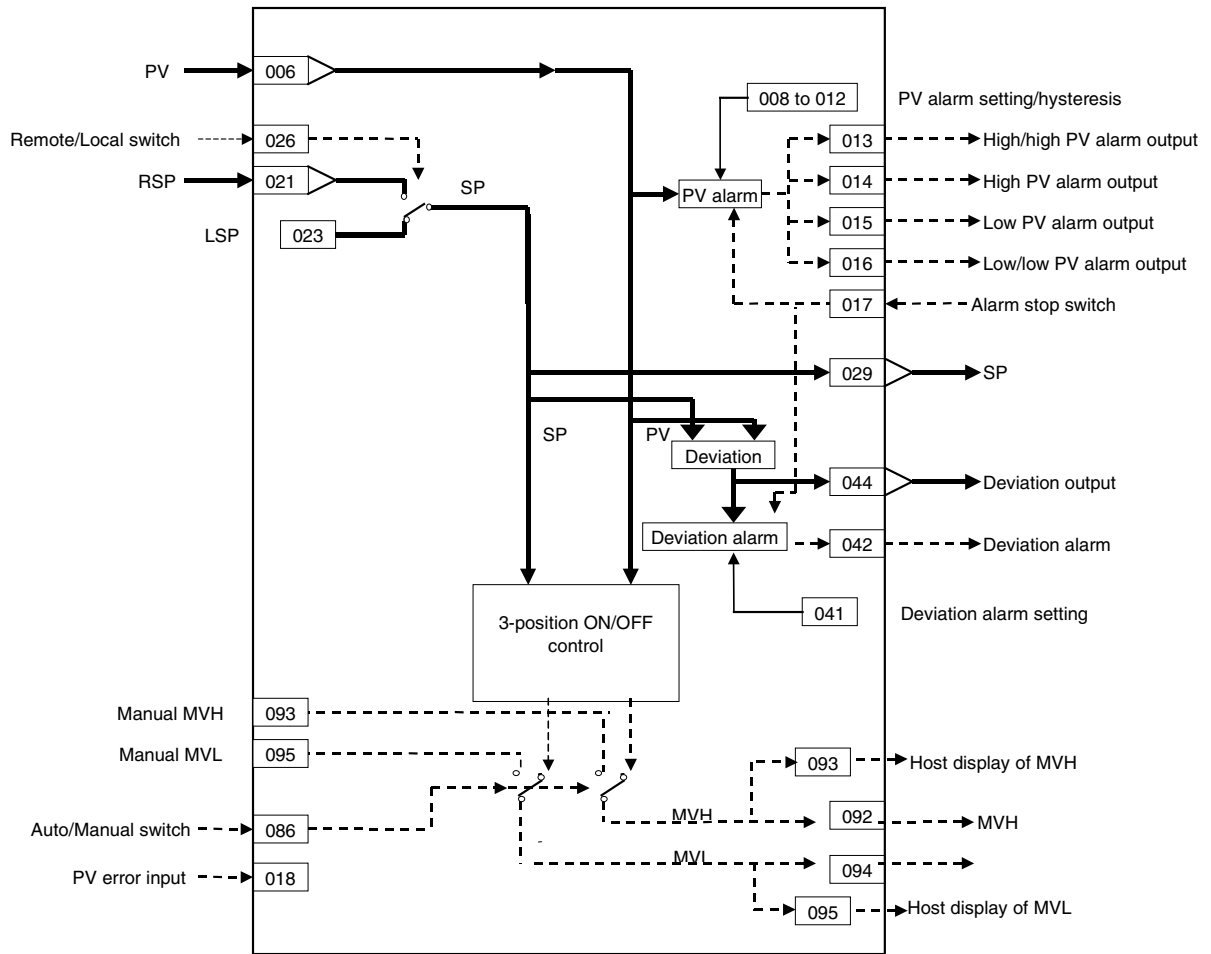 PV 006
008 to 012 PV alarm setting/hysteresis
Remote/Local switch 026
013 High/high PV alarm output
RSP 021
SP
PV alarm
014 High PV alarm output
LSP 023
015 Low PV alarm output
016 Low/low PV alarm output
017 Alarm stop switch
029 SP
SP PV
Deviation
044 Deviation output
Deviation alarm
042 Deviation alarm
041 Deviation alarm setting
3-position ON/OFF
control
Manual MVH 093
Manual MVL 095
093 Host display of MVH
MVH
092 MVH
Auto/Manual switch 086
MVL
094
PV error input 018
095 Host display of MVL